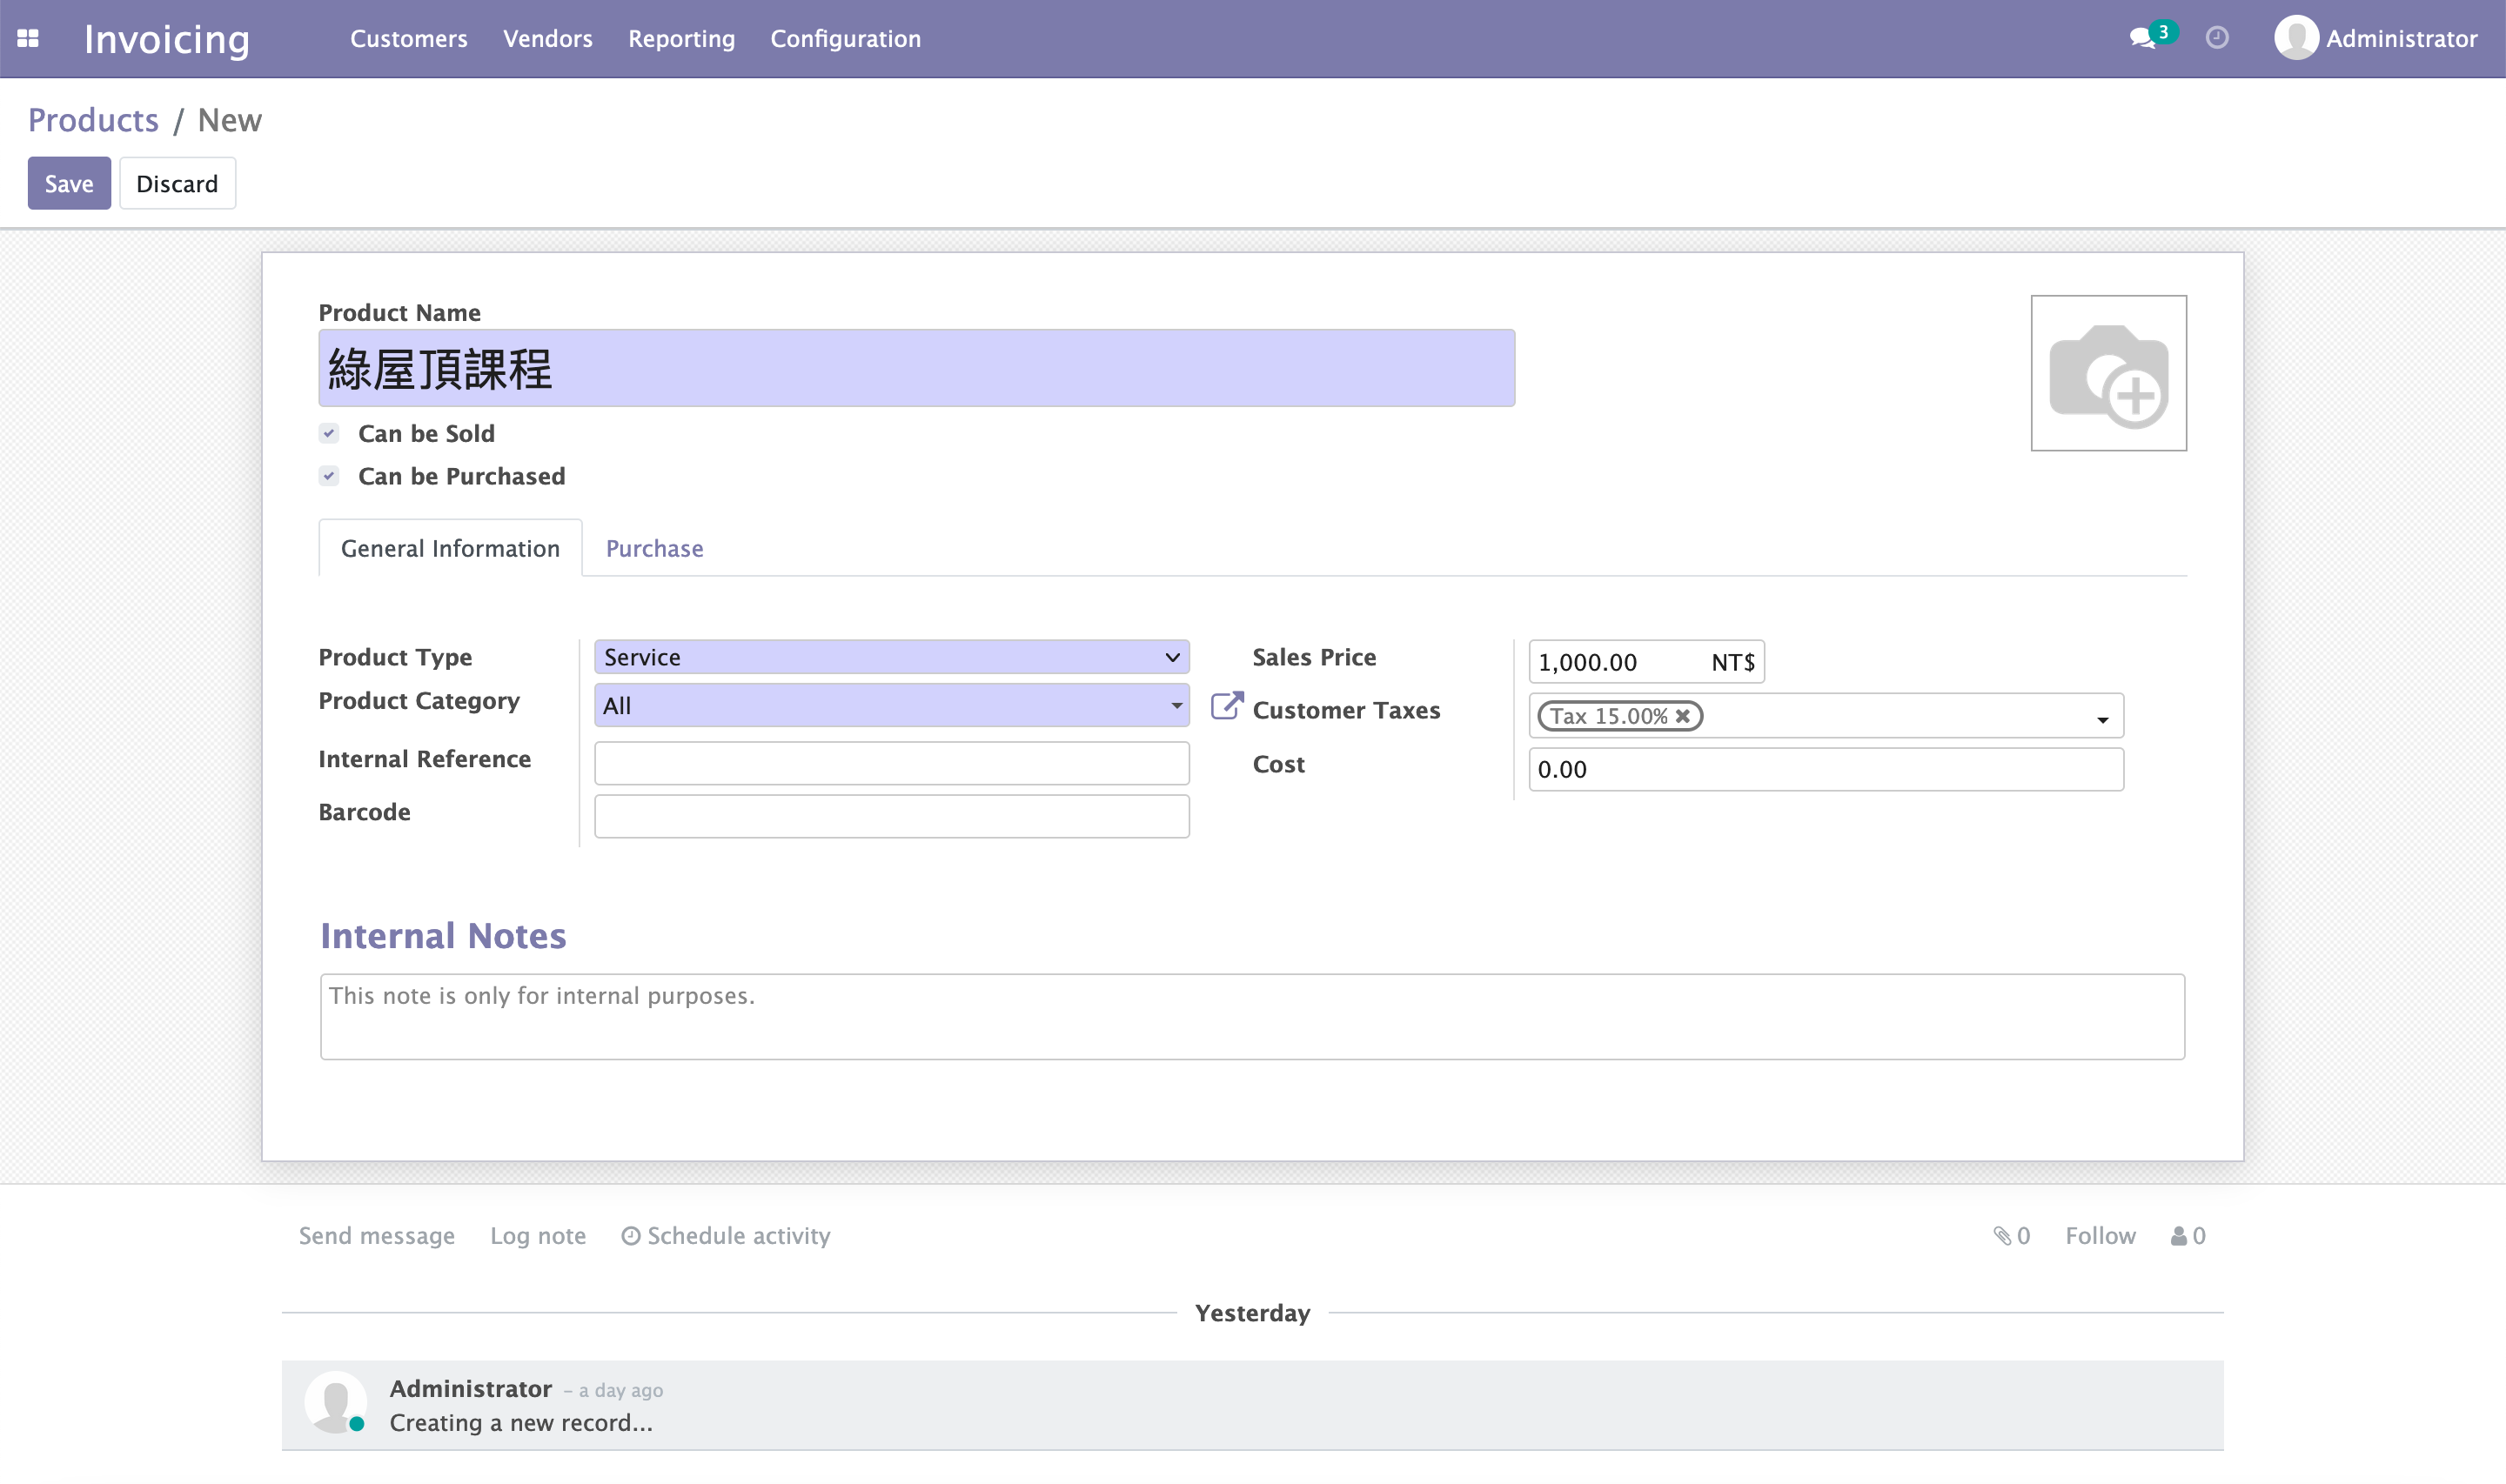 Invoicing Customers Vendors Reporting Configuration 3 Administrator
Products / New
Save Discard
Product Name
綠屋頂課程
Can be Sold
Can be Purchased
General Information Purchase
Product Type Service
Product Category All
Internal Reference
Barcode
Sales Price 1,000.00 NT$
Customer Taxes Tax 15.00%
Cost 0.00
Internal Notes
This note is only for internal purposes.
Send message Log note Schedule activity 0 Follow 0
Yesterday
Administrator – a day ago
Creating a new record...